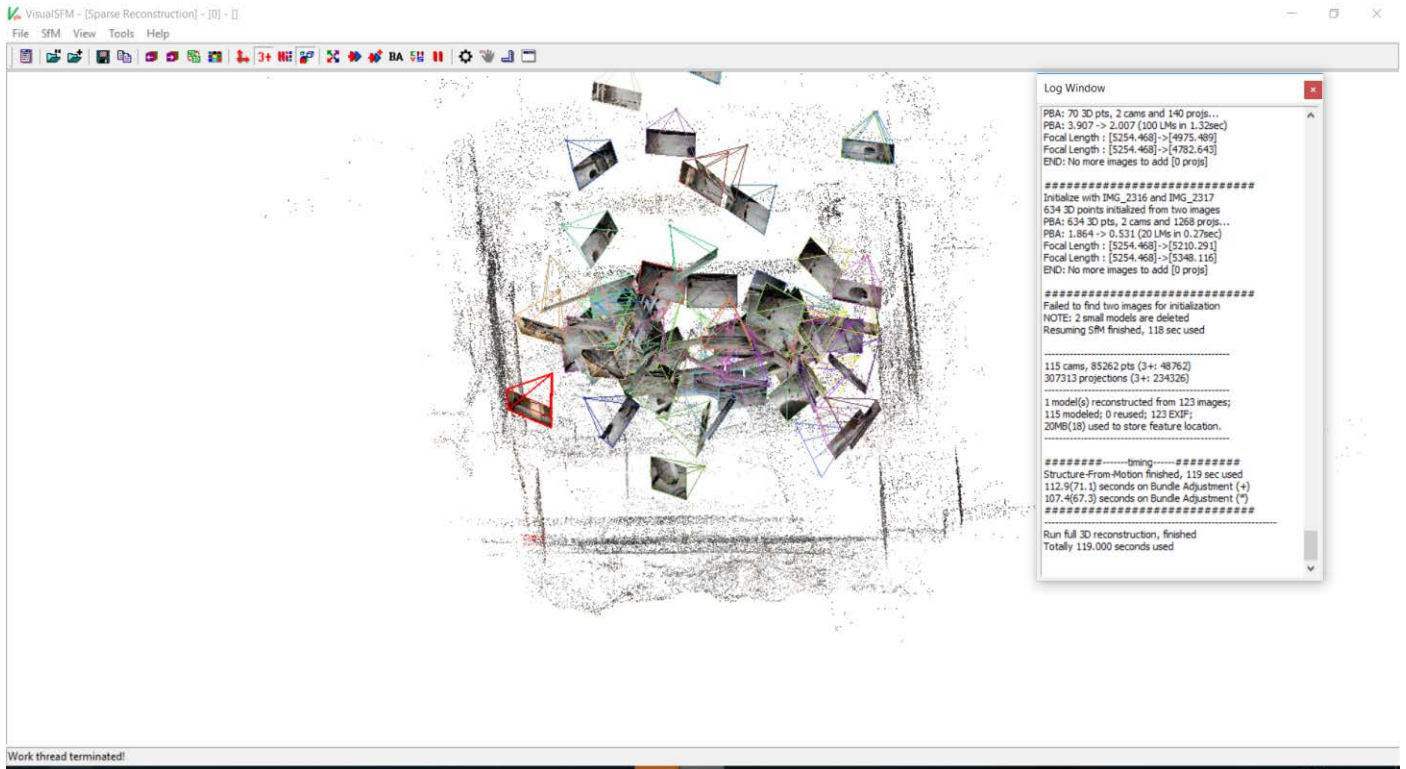 VisualSFM - [Sparse Reconstruction] - [0] - []
File SfM View Tools Help
3+ BA
Log Window
PBA: 70 3D pts, 2 cams and 140 projs...
PBA: 3.907 -> 2.007 (100 LMs in 1.32sec)
Focal Length : [5254.468]->[4975.489]
Focal Length : [5254.468]->[4782.643]
END: No more images to add [0 projs]
##############################
Initialize with IMG_2316 and IMG_2317
634 3D points initialized from two images
PBA: 634 3D pts, 2 cams and 1268 projs...
PBA: 1.864 -> 0.531 (20 LMs in 0.27sec)
Focal Length : [5254.468]->[5210.291]
Focal Length : [5254.468]->[5348.116]
END: No more images to add [0 projs]
##############################
Failed to find two images for initialization
NOTE: 2 small models are deleted
Resuming SfM finished, 118 sec used
----------------------------------------------------
115 cams, 85262 pts (3+: 48762)
307313 projections (3+: 234326)
----------------------------------------------------
1 model(s) reconstructed from 123 images;
115 modeled; 0 reused; 123 EXIF;
20MB(18) used to store feature location.
----------------------------------------------------
########-------timing------#########
Structure-From-Motion finished, 119 sec used
112.9(71.1) seconds on Bundle Adjustment (+)
107.4(67.3) seconds on Bundle Adjustment (*)
##############################
-----------------------------------------------------------------
Run full 3D reconstruction, finished
Totally 119.000 seconds used
Work thread terminated!